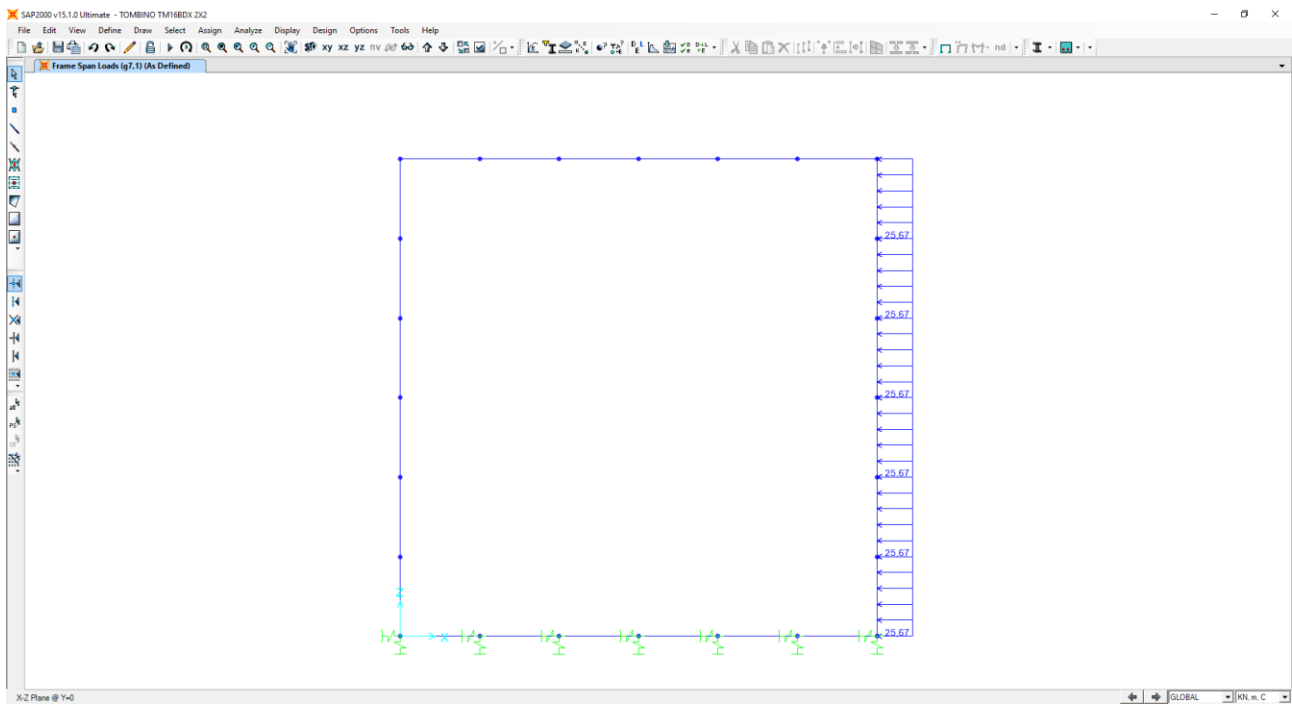 SAP2000 v15.1.0 Ultimate - TOMBINO TM16BDX 2X2
File Edit View Define Draw Select Assign Analyze Display Design Options Tools Help
xy xz yz nv nd
Frame Span Loads (g7,1) (As Defined)
25,67
25,67
25,67
25,67
25,67
25,67
Z
X
X-Z Plane @ Y=0
GLOBAL
KN, m, C